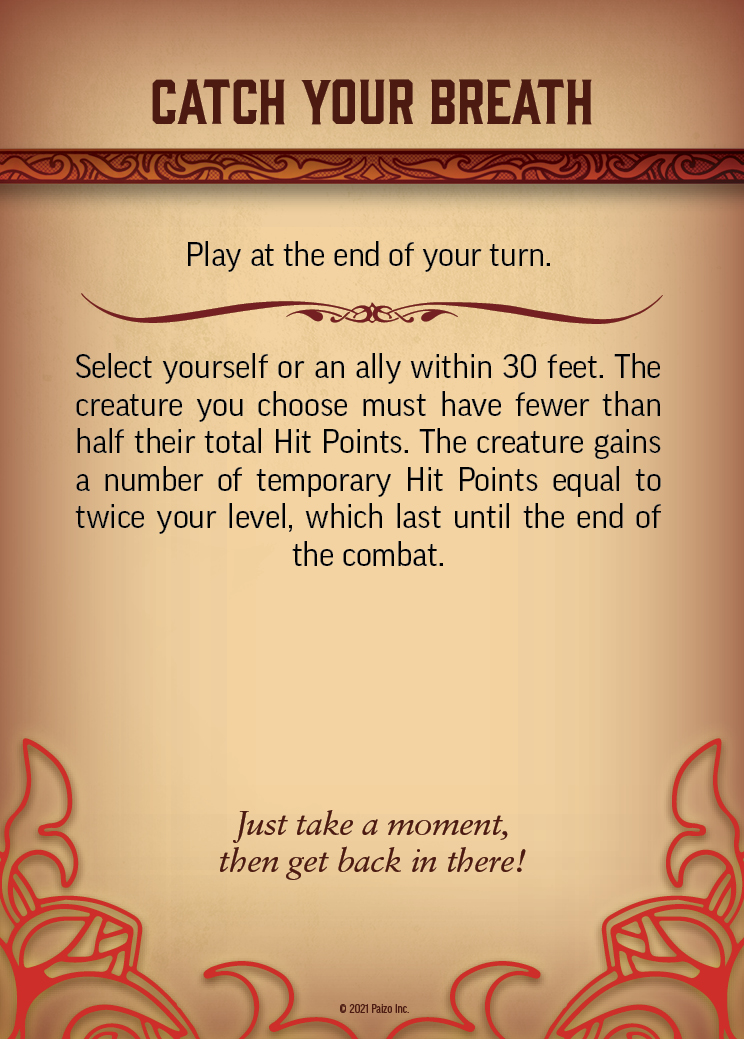 CATCH YOUR BREATH
Play at the end of your turn.
Select yourself or an ally within 30 feet. The
creature you choose must have fewer than
half their total Hit Points. The creature gains
a number of temporary Hit Points equal to
twice your level, which last until the end of
the combat.
Just take a moment,
then get back in there!
© 2021 Paizo Inc.